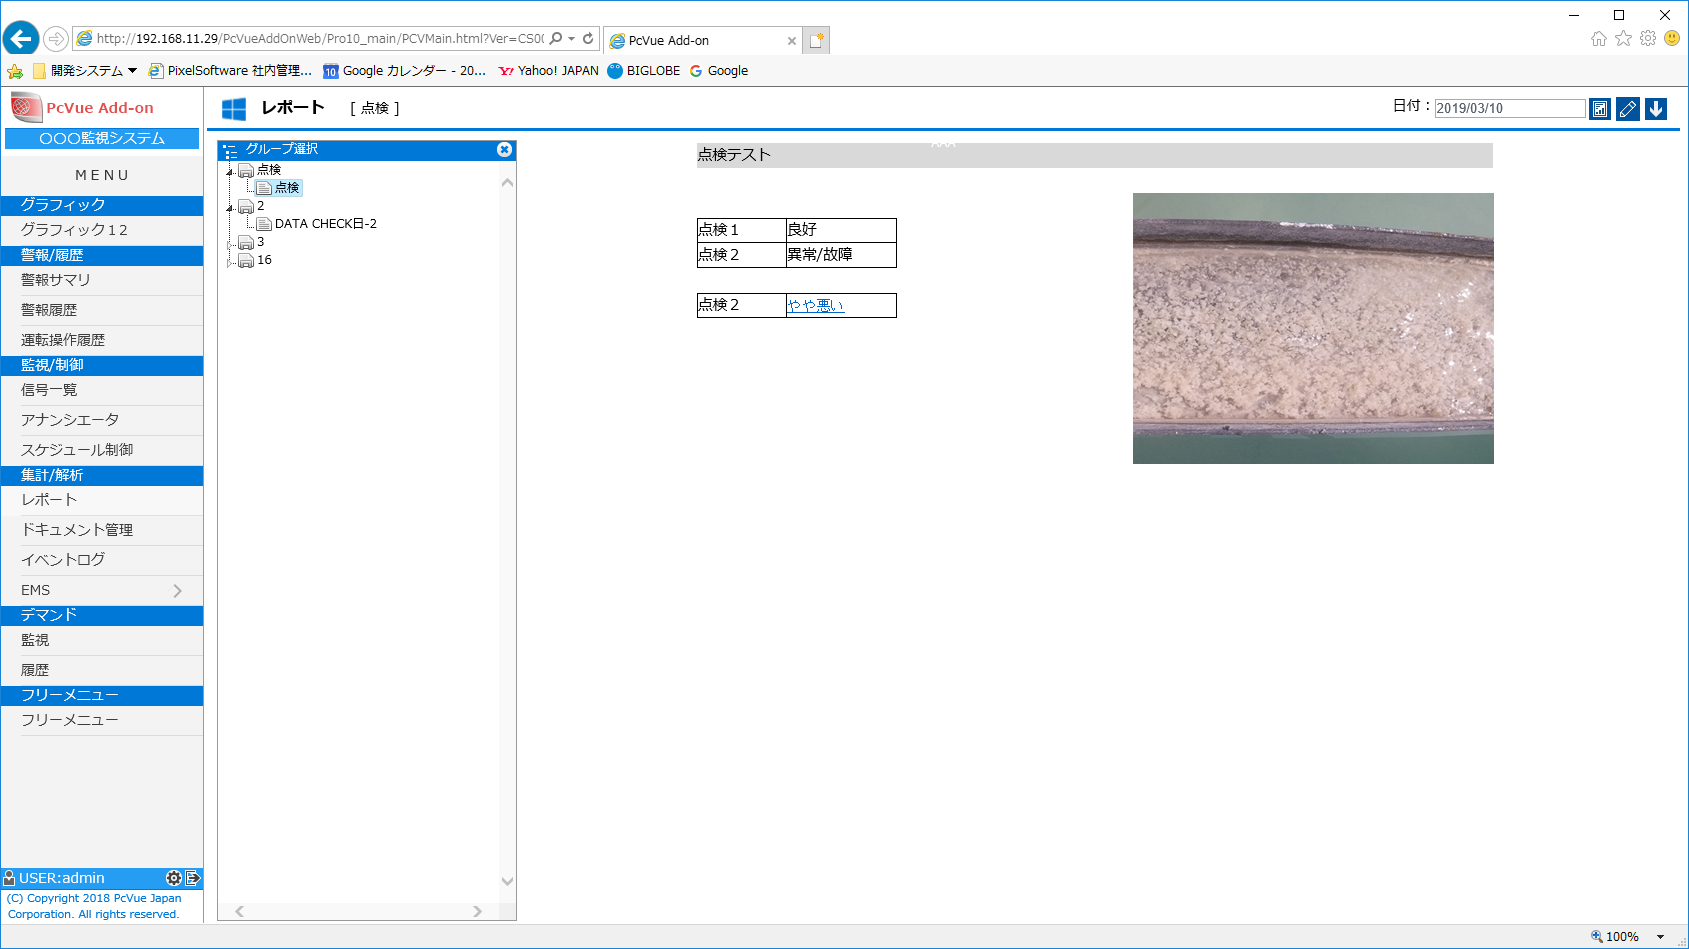 http://192.168.11.29/PcVueAddOnWeb/Pro10_main/PCVMain.html?Ver=CS00
PcVue Add-on
開発システム
PixelSoftware 社内管理...
10 Google カレンダー - 20...
Y! Yahoo! JAPAN
BIGLOBE
G Google
PcVue Add-on
〇〇〇監視システム
MENU
グラフィック
グラフィック１２
警報/履歴
警報サマリ
警報履歴
運転操作履歴
監視/制御
信号一覧
アナンシエータ
スケジュール制御
集計/解析
レポート
ドキュメント管理
イベントログ
EMS
デマンド
監視
履歴
フリーメニュー
フリーメニュー
USER:admin
(C) Copyright 2018 PcVue Japan
Corporation. All rights reserved.
レポート [ 点検 ]
日付：2019/03/10
グループ選択
点検
点検
2
DATA CHECK日-2
3
16
点検テスト
点検１ 良好
点検２ 異常/故障
点検２ やや悪い
100%